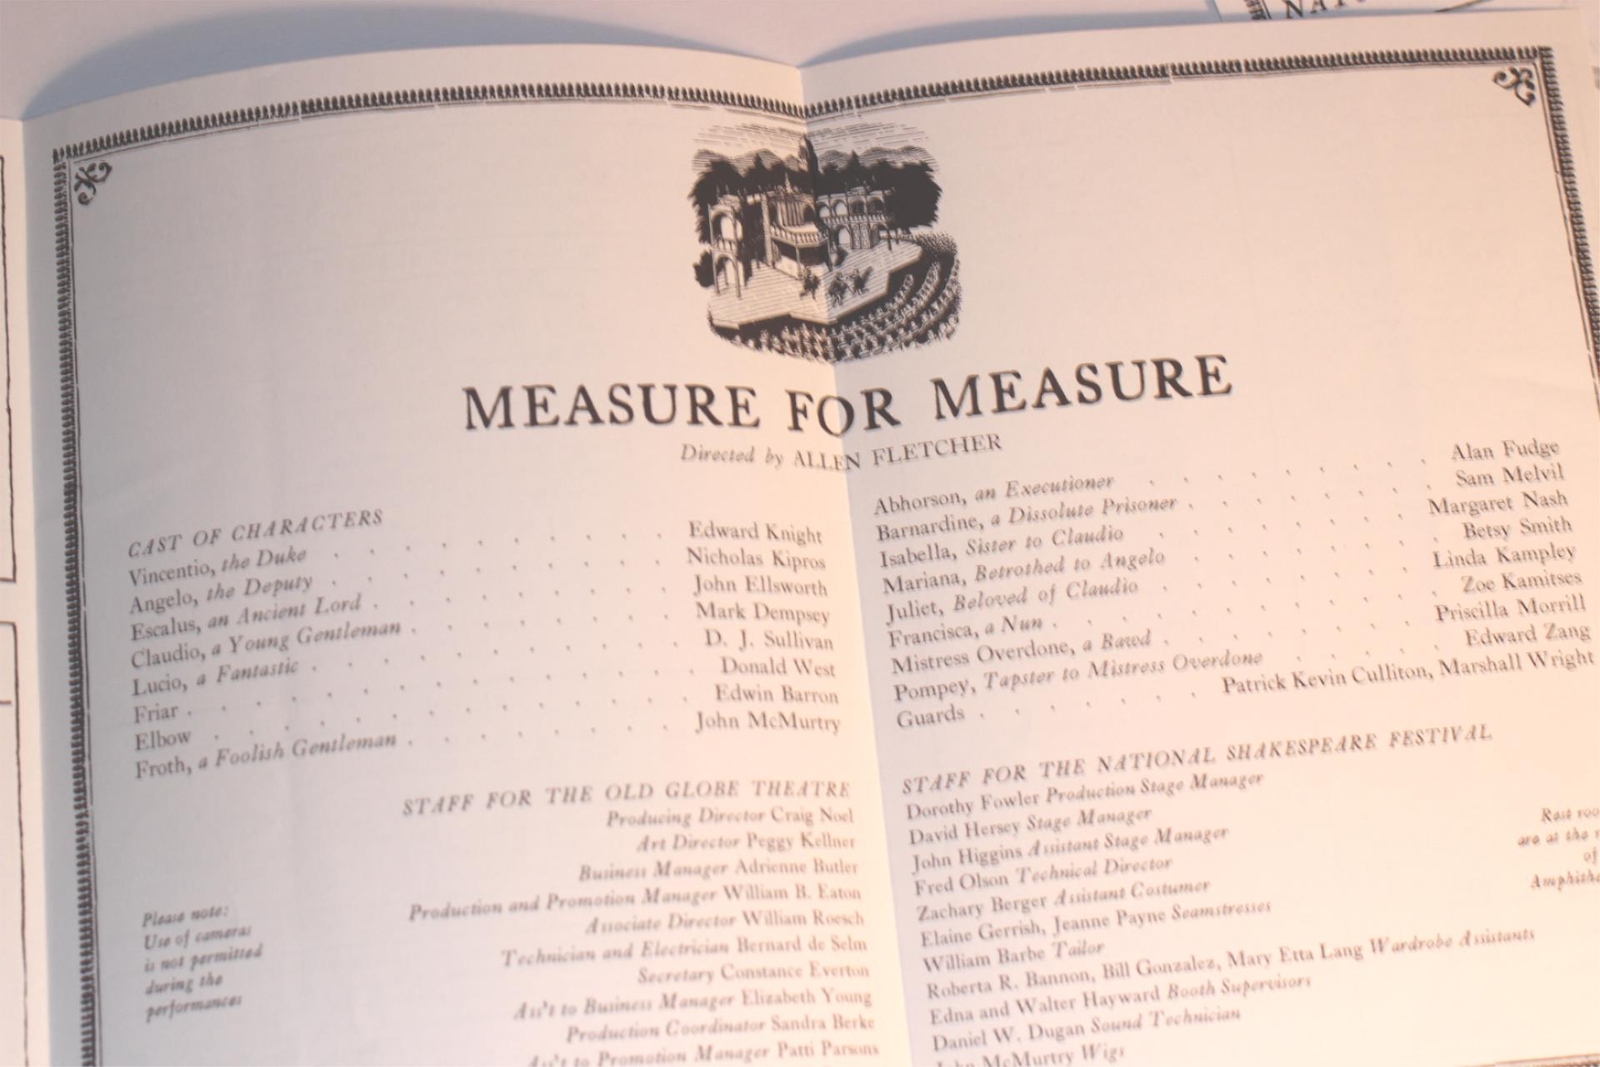 NAT
MEASURE FOR MEASURE
Directed by ALLEN FLETCHER
CAST OF CHARACTERS
Vincentio, the Duke . . . . . . . . . . Edward Knight
Angelo, the Deputy . . . . . . . . . . Nicholas Kipros
Escalus, an Ancient Lord . . . . . . . . . John Ellsworth
Claudio, a Young Gentleman . . . . . . . Mark Dempsey
Lucio, a Fantastic . . . . . . . . . . D. J. Sullivan
Friar . . . . . . . . . . . . . . Donald West
Elbow . . . . . . . . . . . . . Edwin Barron
Froth, a Foolish Gentleman . . . . . . . . John McMurtry
Abhorson, an Executioner . . . . . . . . Alan Fudge
Barnardine, a Dissolute Prisoner . . . . . . . Sam Melvil
Isabella, Sister to Claudio . . . . . . . Margaret Nash
Mariana, Betrothed to Angelo . . . . . . . Betsy Smith
Juliet, Beloved of Claudio . . . . . . . Linda Kampley
Francisca, a Nun . . . . . . . . . . Zoe Kamitses
Mistress Overdone, a Bawd . . . . . . . Priscilla Morrill
Pompey, Tapster to Mistress Overdone . . . . Edward Zang
Guards . . . . . . Patrick Kevin Culliton, Marshall Wright
STAFF FOR THE OLD GLOBE THEATRE
Producing Director Craig Noel
Art Director Peggy Kellner
Business Manager Adrienne Butler
Production and Promotion Manager William B. Eaton
Associate Director William Roesch
Technician and Electrician Bernard de Selm
Secretary Constance Everton
Ass't to Business Manager Elizabeth Young
Production Coordinator Sandra Berke
Ass't to Promotion Manager Patti Parsons
Please note:
Use of cameras
is not permitted
during the
performances
STAFF FOR THE NATIONAL SHAKESPEARE FESTIVAL
Dorothy Fowler Production Stage Manager
David Hersey Stage Manager
John Higgins Assistant Stage Manager
Fred Olson Technical Director
Zachary Berger Assistant Costumer
Elaine Gerrish, Jeanne Payne Seamstresses
William Barbe Tailor
Roberta R. Bannon, Bill Gonzalez, Mary Etta Lang Wardrobe Assistants
Edna and Walter Hayward Booth Supervisors
Daniel W. Dugan Sound Technician
John McMurtry Wigs
Rest roo
are at the
of
Amphithe